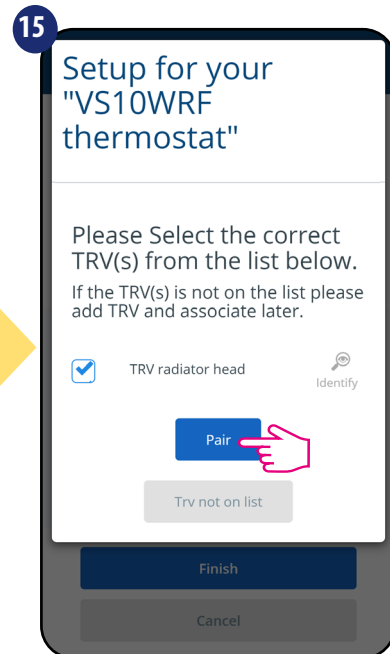 15
Setup for your
"VS10WRF
thermostat"
Please Select the correct
TRV(s) from the list below.
If the TRV(s) is not on the list please
add TRV and associate later.
TRV radiator head
Identify
Pair
Trv not on list
Finish
Cancel